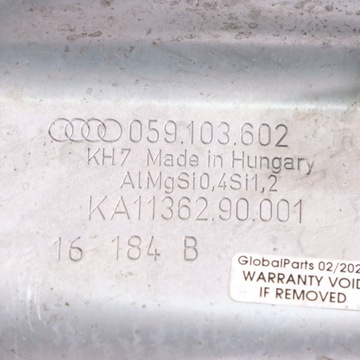 059.103.602
KH7 Made in Hungary
AlMgSi0,4Si1,2
KA11362.90.001
16 184 B
GlobalParts 02/202
WARRANTY VOID
IF REMOVED